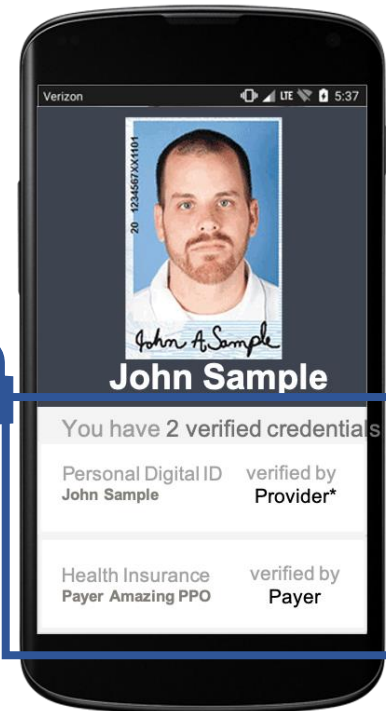 Verizon LTE 5:37
20 1234567XX1101
John A Sample
John Sample
You have 2 verified credentials
Personal Digital ID verified by
John Sample Provider*
Health Insurance verified by
Payer Amazing PPO Payer